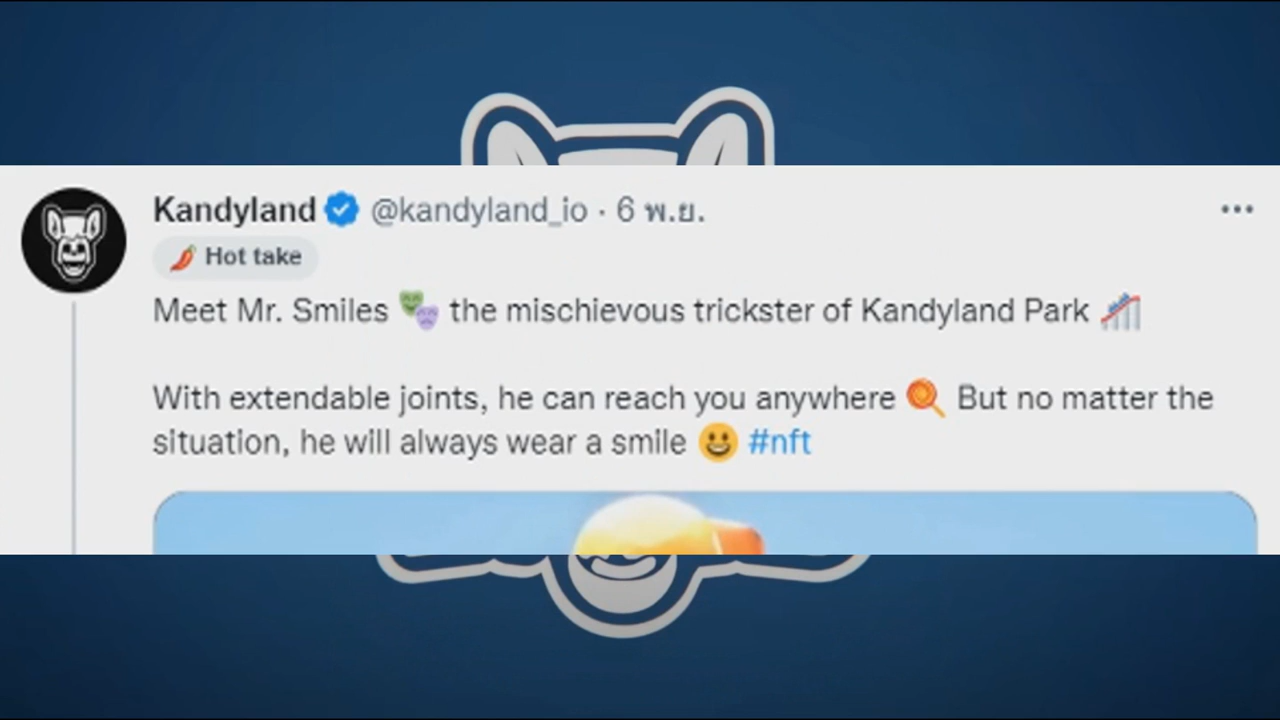 Kandyland @kandyland_io · 6 พ.ย.
🌶️ Hot take
Meet Mr. Smiles 🎭 the mischievous trickster of Kandyland Park 🎢
With extendable joints, he can reach you anywhere 🍭 But no matter the
situation, he will always wear a smile 😀 #nft